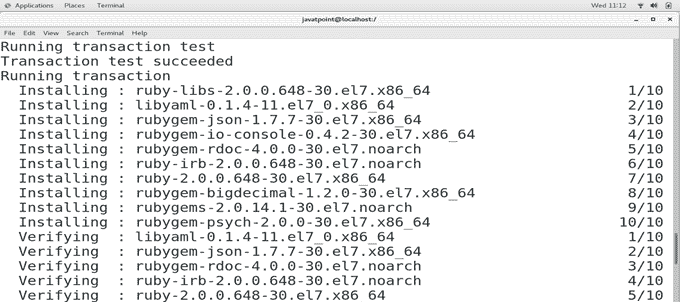 Applications Places Terminal Wed 11:12
javatpoint@localhost:/
File Edit View Search Terminal Help
Running transaction test
Transaction test succeeded
Running transaction
Installing : ruby-libs-2.0.0.648-30.el7.x86_64 1/10
Installing : libyaml-0.1.4-11.el7_0.x86_64 2/10
Installing : rubygem-json-1.7.7-30.el7.x86_64 3/10
Installing : rubygem-io-console-0.4.2-30.el7.x86_64 4/10
Installing : rubygem-rdoc-4.0.0-30.el7.noarch 5/10
Installing : ruby-irb-2.0.0.648-30.el7.noarch 6/10
Installing : ruby-2.0.0.648-30.el7.x86_64 7/10
Installing : rubygem-bigdecimal-1.2.0-30.el7.x86_64 8/10
Installing : rubygems-2.0.14.1-30.el7.noarch 9/10
Installing : rubygem-psych-2.0.0-30.el7.x86_64 10/10
Verifying : libyaml-0.1.4-11.el7_0.x86_64 1/10
Verifying : rubygem-json-1.7.7-30.el7.x86_64 2/10
Verifying : rubygem-rdoc-4.0.0-30.el7.noarch 3/10
Verifying : ruby-irb-2.0.0.648-30.el7.noarch 4/10
Verifying : ruby-2.0.0.648-30.el7.x86_64 5/10